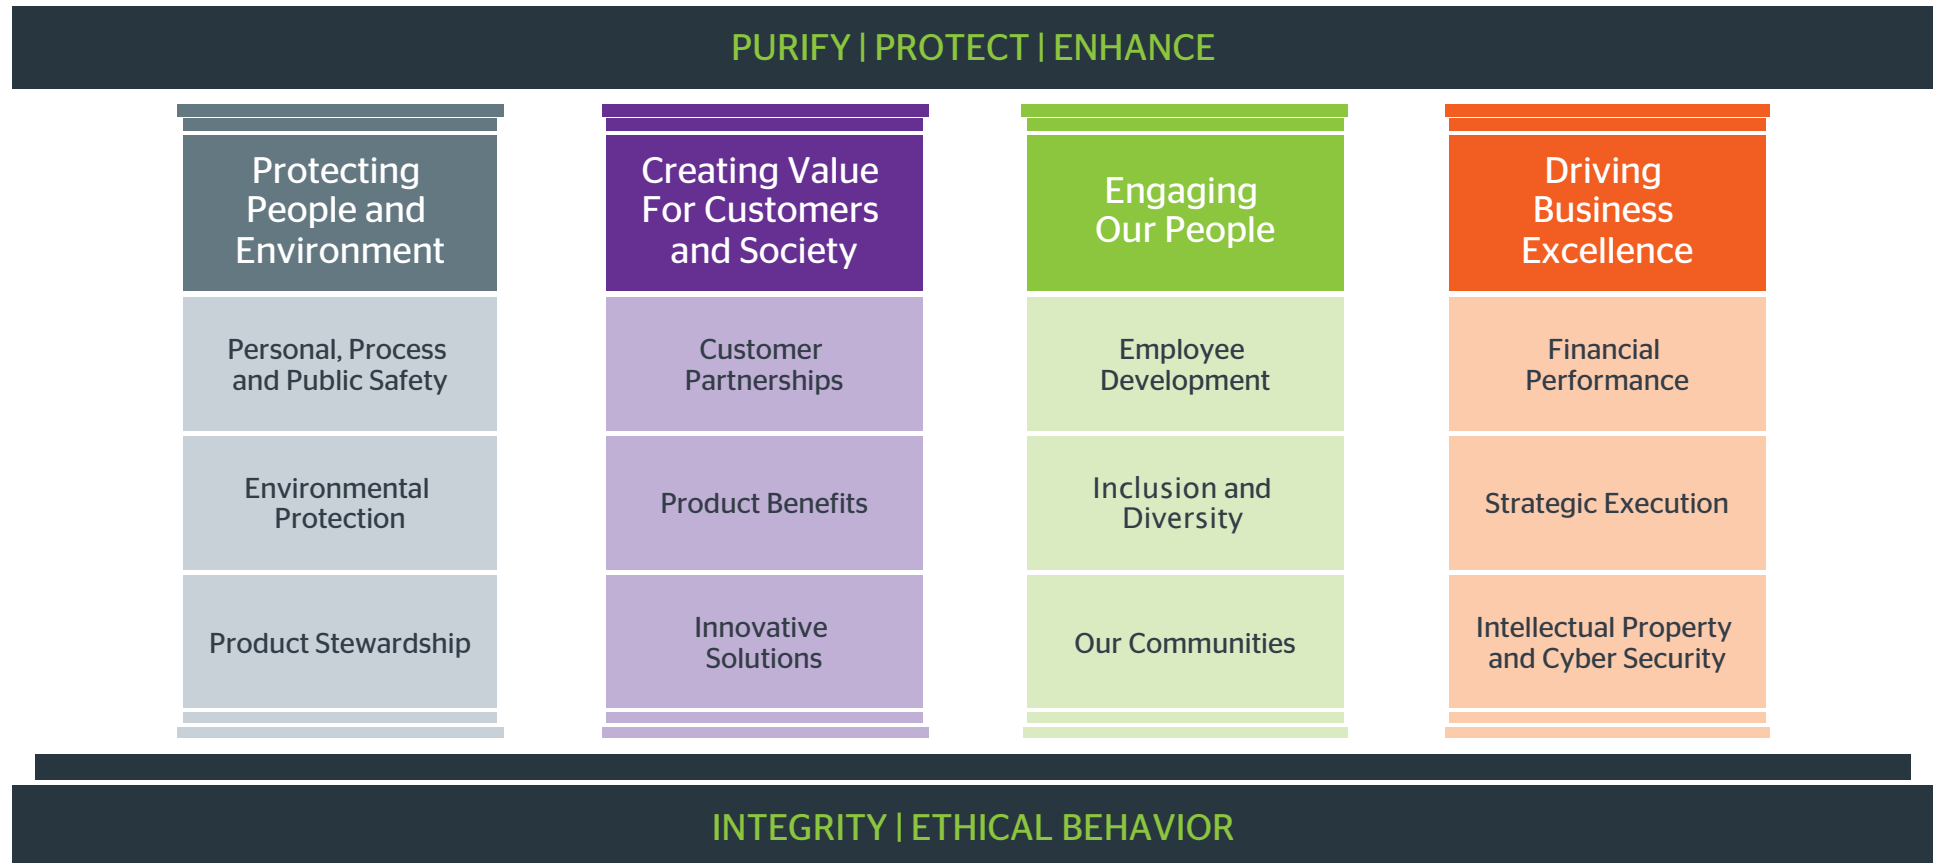 PURIFY | PROTECT | ENHANCE
Protecting
People and
Environment
Personal, Process
and Public Safety
Environmental
Protection
Product Stewardship
Creating Value
For Customers
and Society
Customer
Partnerships
Product Benefits
Innovative
Solutions
Engaging
Our People
Employee
Development
Inclusion and
Diversity
Our Communities
Driving
Business
Excellence
Financial
Performance
Strategic Execution
Intellectual Property
and Cyber Security
INTEGRITY | ETHICAL BEHAVIOR